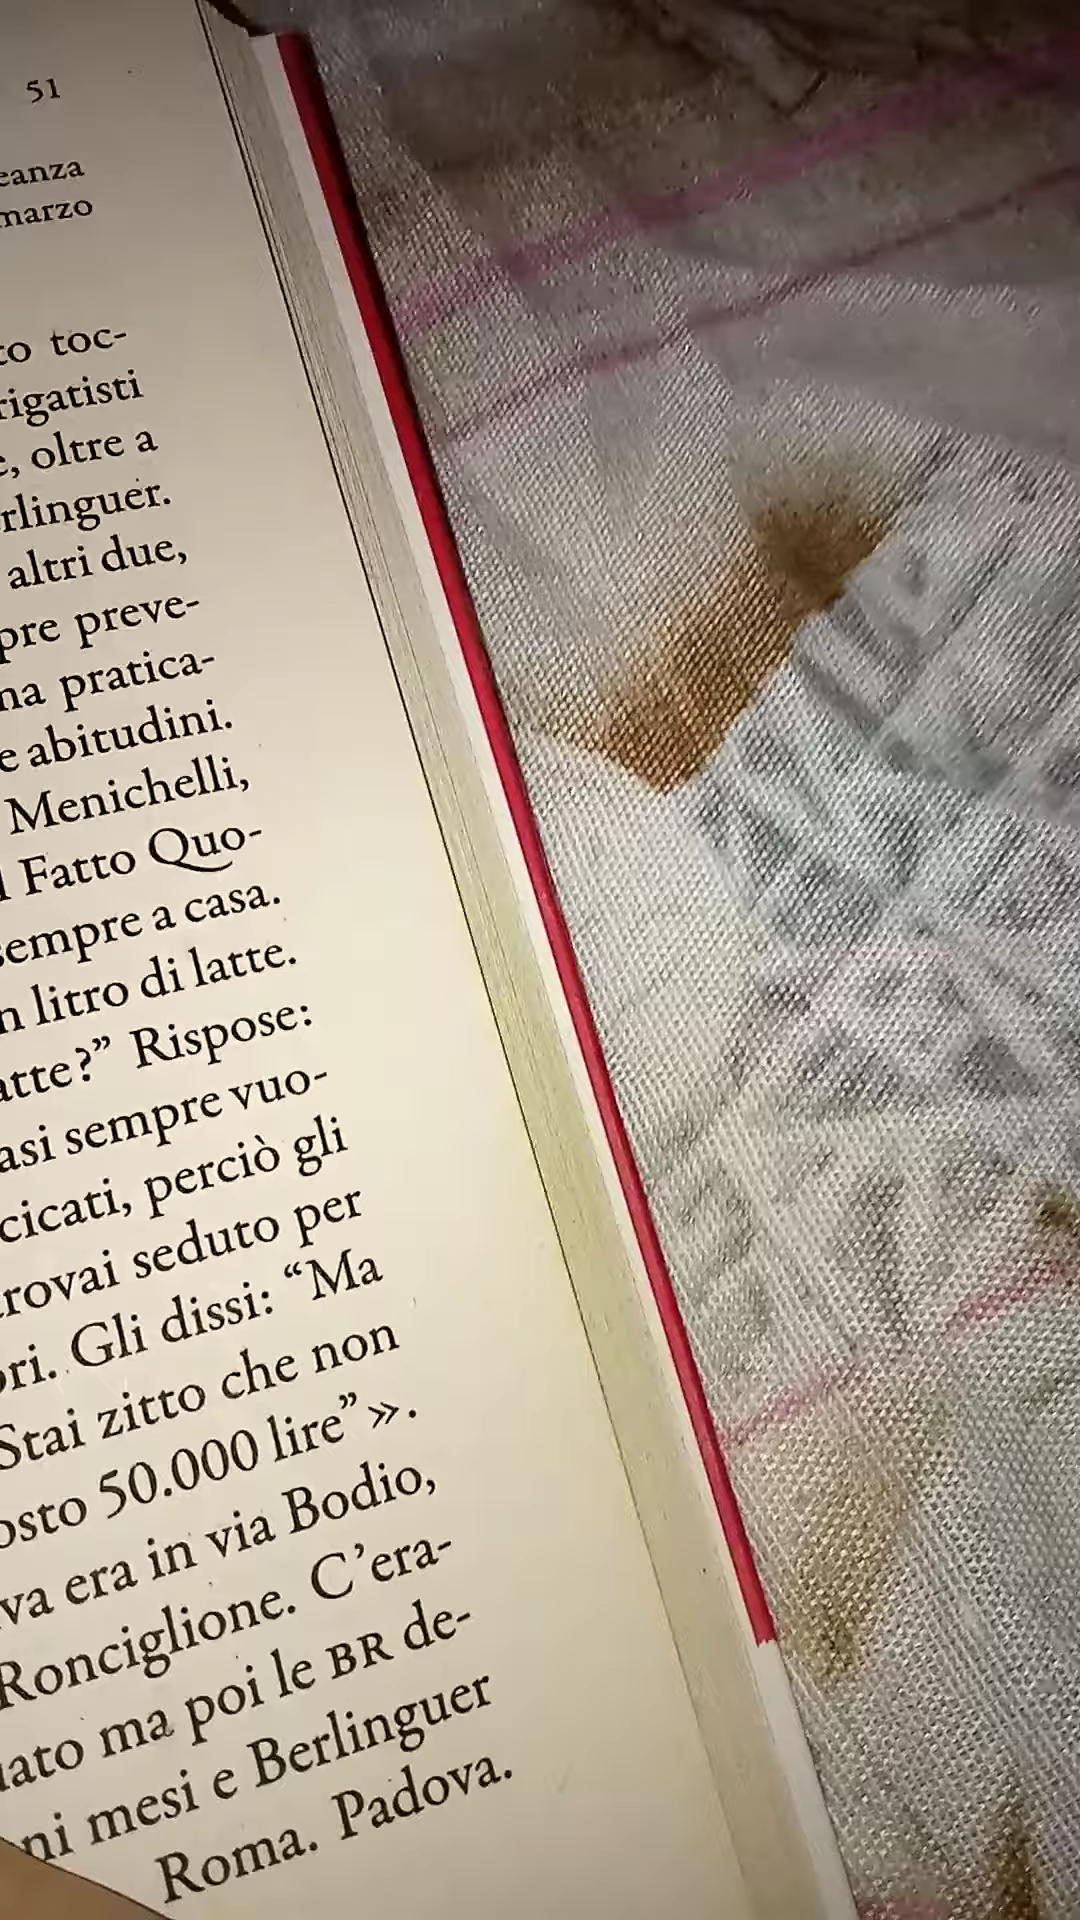 51
eanza
marzo
to toc-
rigatisti
e, oltre a
rlinguer.
altri due,
pre preve-
na pratica-
e abitudini.
Menichelli,
l Fatto Quo-
sempre a casa.
n litro di latte.
atte?” Rispose:
asi sempre vuo-
cicati, perciò gli
trovai seduto per
ori. Gli dissi: “Ma
Stai zitto che non
osto 50.000 lire”».
va era in via Bodio,
Ronciglione. C’era-
nato ma poi le BR de-
ni mesi e Berlinguer
Roma. Padova.